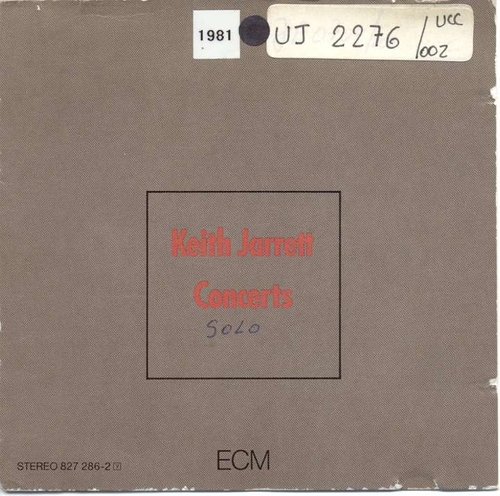 1981 UJ 2276 /UCC 002
Keith Jarrett
Concerts
SOLO
STEREO 827 286-2 Y
ECM